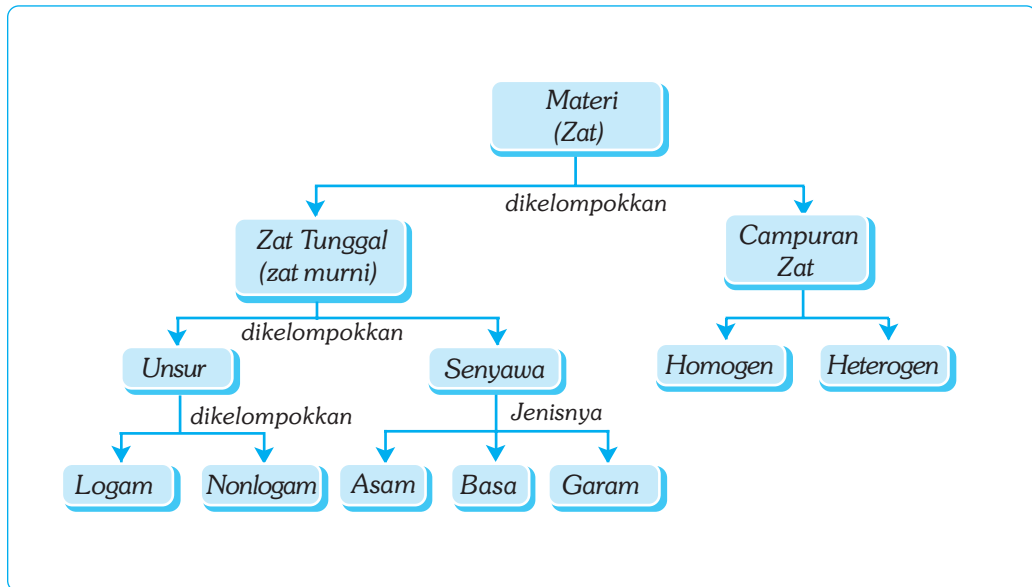 Materi
(Zat)
dikelompokkan
Zat Tunggal
(zat murni)
Campuran
Zat
dikelompokkan
Unsur
Senyawa
Homogen
Heterogen
dikelompokkan
Jenisnya
Logam
Nonlogam
Asam
Basa
Garam